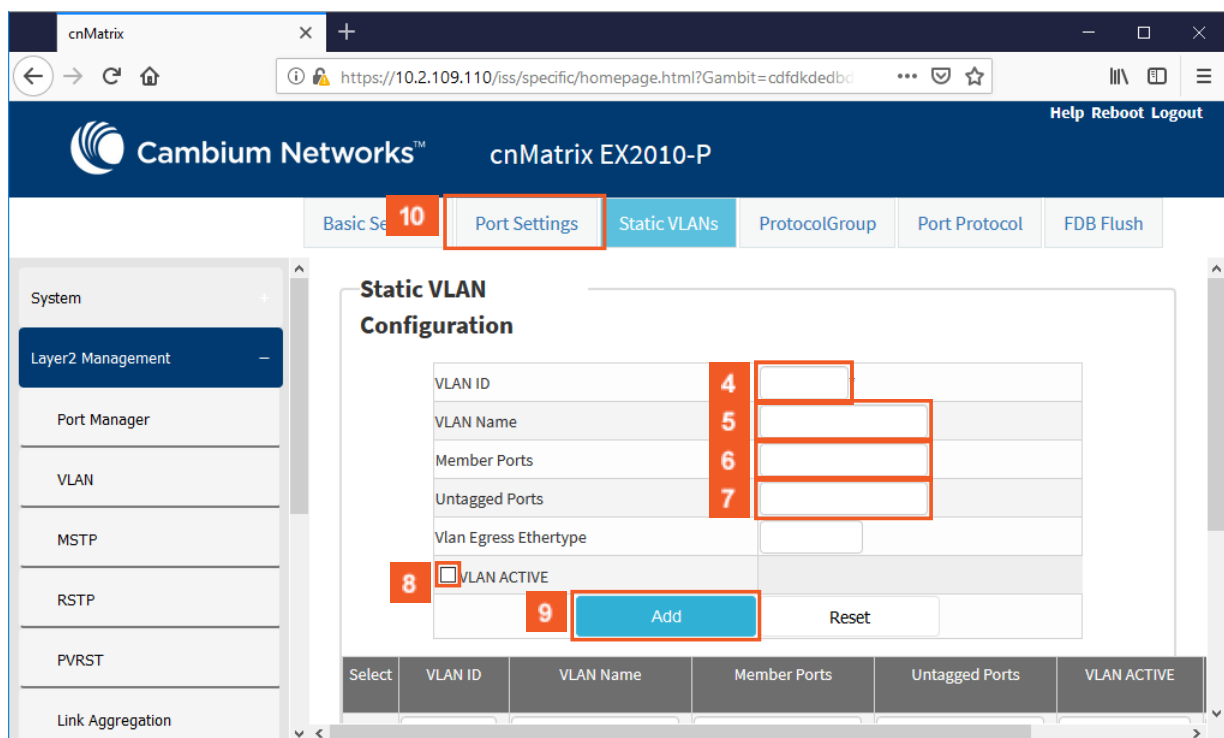 cnMatrix
https://10.2.109.110/iss/specific/homepage.html?Gambit=cdfdkdedbd
Help Reboot Logout
Cambium Networks™ cnMatrix EX2010-P
Basic Se 10 Port Settings Static VLANs ProtocolGroup Port Protocol FDB Flush
System +
Layer2 Management –
Port Manager
VLAN
MSTP
RSTP
PVRST
Link Aggregation
Static VLAN
Configuration
VLAN ID 4
VLAN Name 5
Member Ports 6
Untagged Ports 7
Vlan Egress Ethertype
8 VLAN ACTIVE
9 Add Reset
Select VLAN ID VLAN Name Member Ports Untagged Ports VLAN ACTIVE